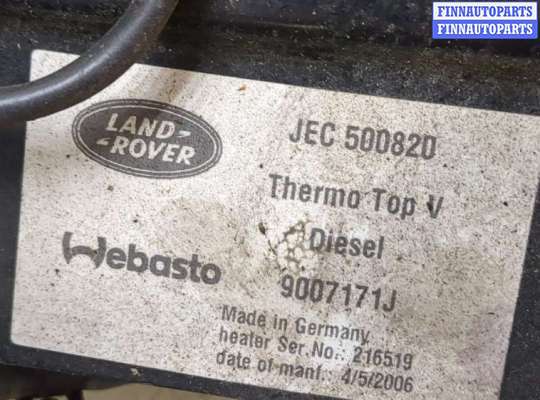 FINNAUTOPARTS
FINNAUTOPARTS
LAND-
-ROVER
JEC 500820
Thermo Top V
Diesel
Webasto
9007171J
Made in Germany
heater Ser.No.: 216519
date of manf.: 4/5/2006